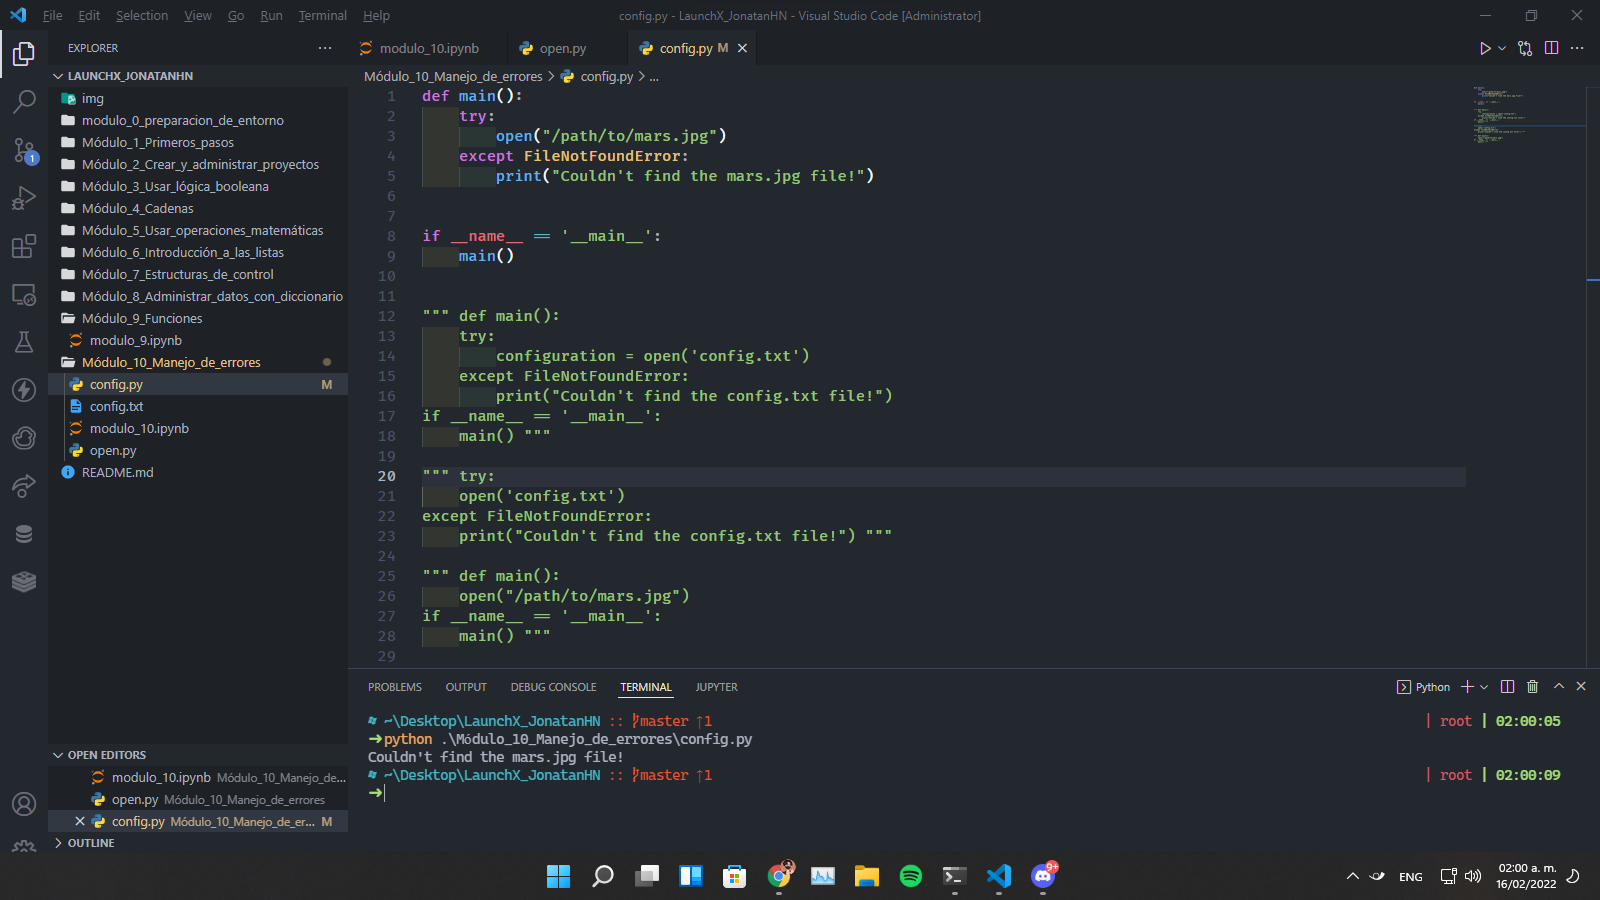 File Edit Selection View Go Run Terminal Help config.py - LaunchX_JonatanHN - Visual Studio Code [Administrator]
EXPLORER ...
LAUNCHX_JONATANHN
img
modulo_0_preparacion_de_entorno
Módulo_1_Primeros_pasos
Módulo_2_Crear_y_administrar_proyectos
Módulo_3_Usar_lógica_booleana
Módulo_4_Cadenas
Módulo_5_Usar_operaciones_matemáticas
Módulo_6_Introducción_a_las_listas
Módulo_7_Estructuras_de_control
Módulo_8_Administrar_datos_con_diccionario
Módulo_9_Funciones
modulo_9.ipynb
Módulo_10_Manejo_de_errores
config.py M
config.txt
modulo_10.ipynb
open.py
README.md
1
OPEN EDITORS
modulo_10.ipynb Módulo_10_Manejo_de...
open.py Módulo_10_Manejo_de_errores
config.py Módulo_10_Manejo_de_er... M
OUTLINE
modulo_10.ipynb open.py config.py M
Módulo_10_Manejo_de_errores > config.py > ...
1 def main():
2 try:
3 open("/path/to/mars.jpg")
4 except FileNotFoundError:
5 print("Couldn't find the mars.jpg file!")
6
7
8 if __name__ == '__main__':
9 main()
10
11
12 """ def main():
13 try:
14 configuration = open('config.txt')
15 except FileNotFoundError:
16 print("Couldn't find the config.txt file!")
17 if __name__ == '__main__':
18 main() """
19
20 """ try:
21 open('config.txt')
22 except FileNotFoundError:
23 print("Couldn't find the config.txt file!") """
24
25 """ def main():
26 open("/path/to/mars.jpg")
27 if __name__ == '__main__':
28 main() """
29
PROBLEMS OUTPUT DEBUG CONSOLE TERMINAL JUPYTER Python
~\Desktop\LaunchX_JonatanHN :: master ↑1 | root | 02:00:05
➜python .\Módulo_10_Manejo_de_errores\config.py
Couldn't find the mars.jpg file!
~\Desktop\LaunchX_JonatanHN :: master ↑1 | root | 02:00:09
➜
9+
ENG
02:00 a. m.
16/02/2022